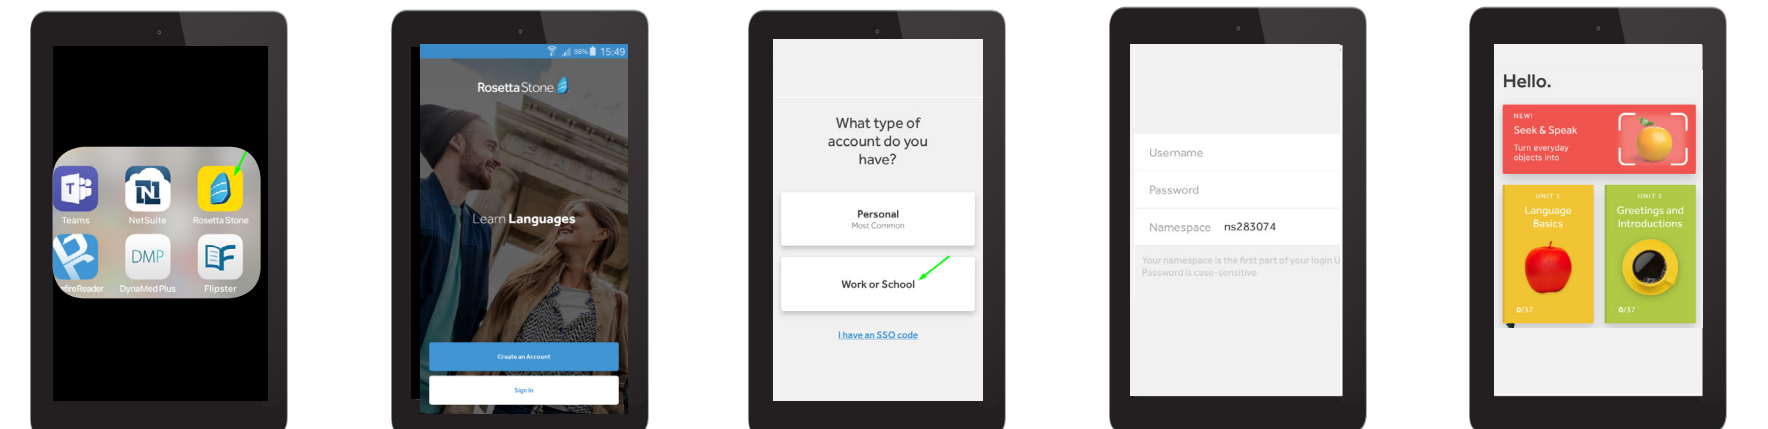 Teams
NetSuite
Rosetta Stone
DMP
DynaMed Plus
Flipster
98%
15:49
Rosetta Stone
Learn Languages
Create an Account
Sign In
What type of
account do you
have?
Personal
Most Common
Work or School
I have an SSO code
Username
Password
Namespace ns283074
Your namespace is the first part of your login U
Password is case-sensitive
Hello.
NEW!
Seek & Speak
Turn everyday
objects into
UNIT 1
Language
Basics
0/37
UNIT 2
Greetings and
Introductions
0/37